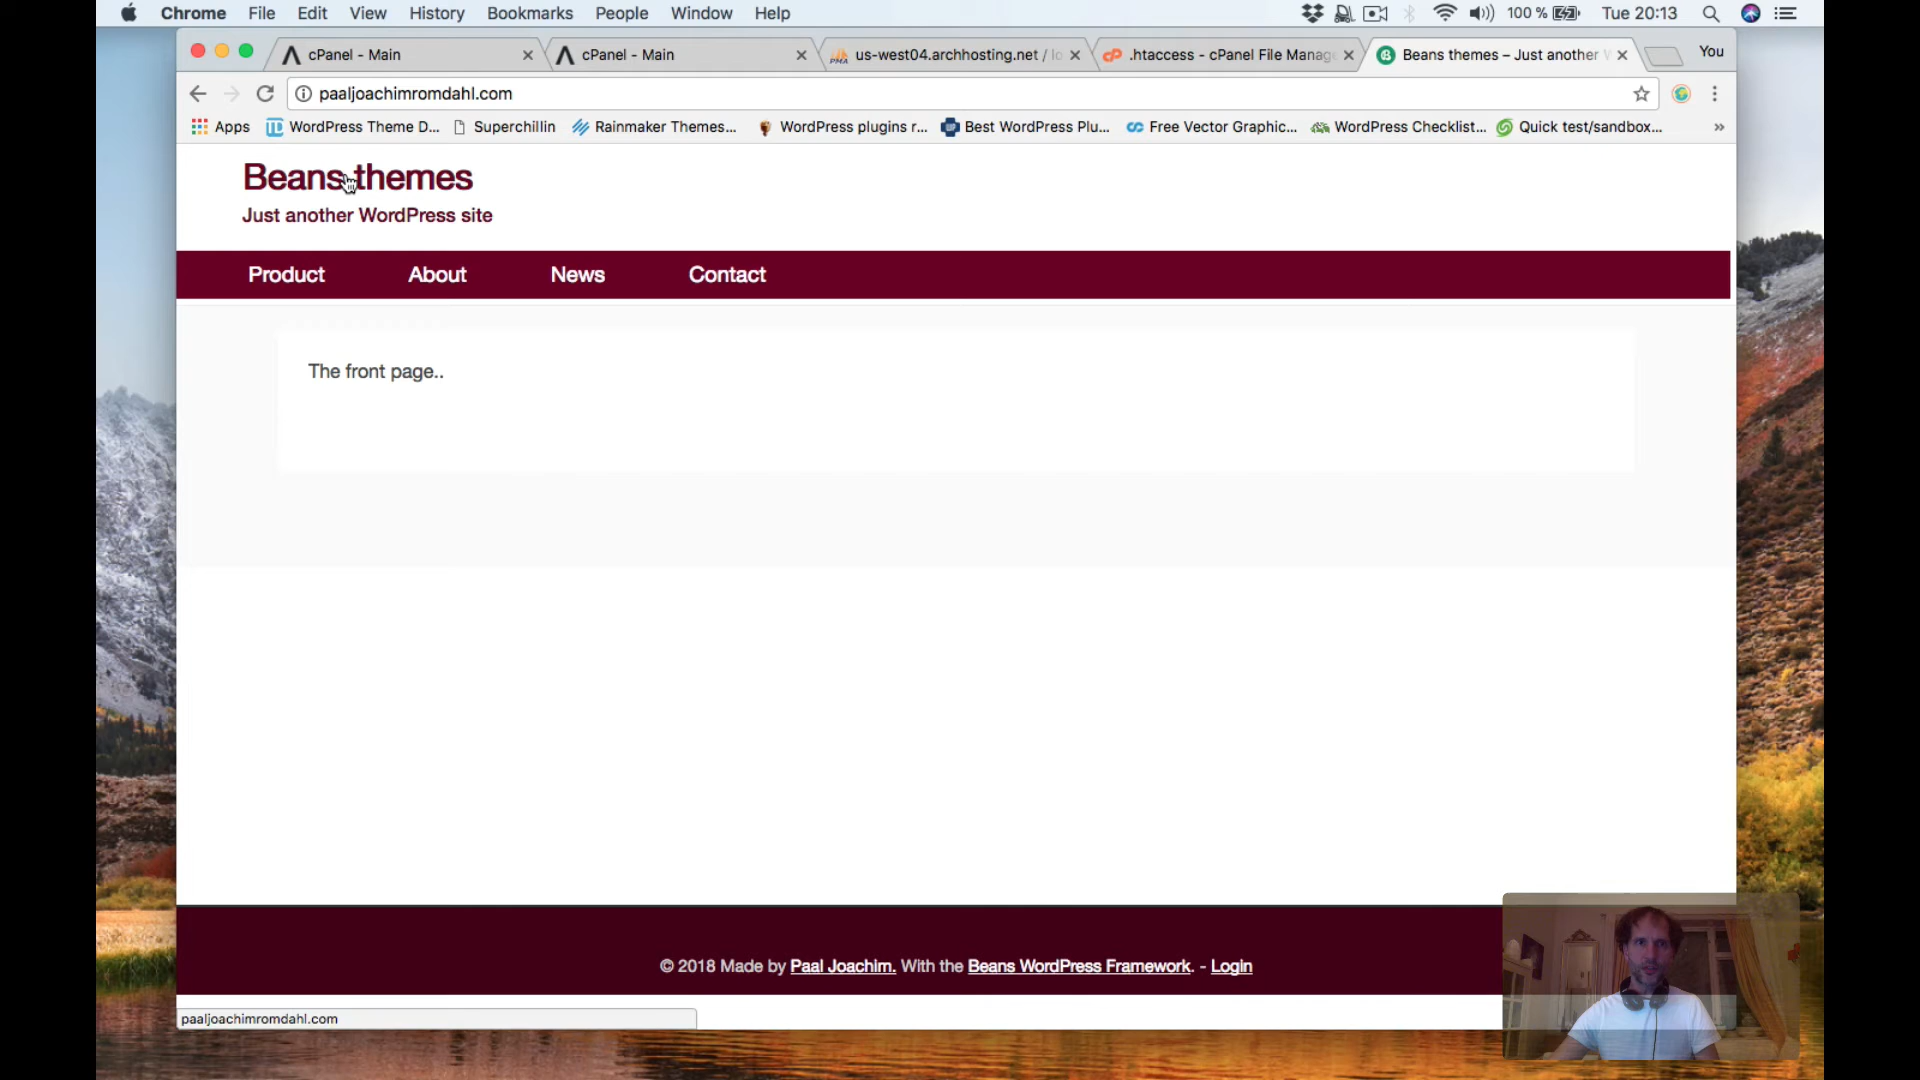 Chrome File Edit View History Bookmarks People Window Help 100 % Tue 20:13
cPanel - Main cPanel - Main us-west04.archhosting.net / lo .htaccess - cPanel File Manage Beans themes – Just another W You
paaljoachimromdahl.com
Apps WordPress Theme D... Superchillin Rainmaker Themes... WordPress plugins r... Best WordPress Plu... Free Vector Graphic... WordPress Checklist... Quick test/sandbox... »
Beans themes
Just another WordPress site
Product About News Contact
The front page..
© 2018 Made by Paal Joachim. With the Beans WordPress Framework. - Login
paaljoachimromdahl.com